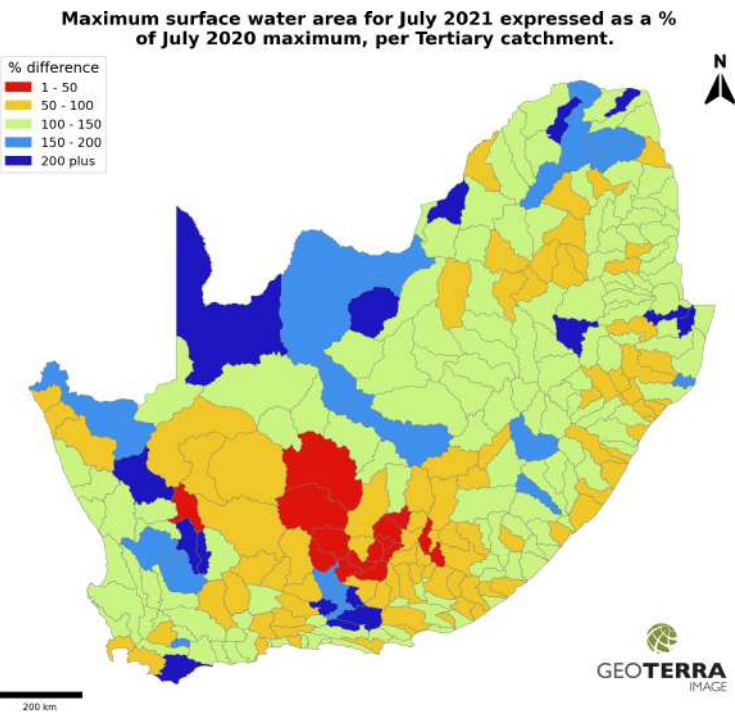 Maximum surface water area for July 2021 expressed as a %
of July 2020 maximum, per Tertiary catchment.
N
% difference
1 - 50
50 - 100
100 - 150
150 - 200
200 plus
GEOTERRA
IMAGE
200 km